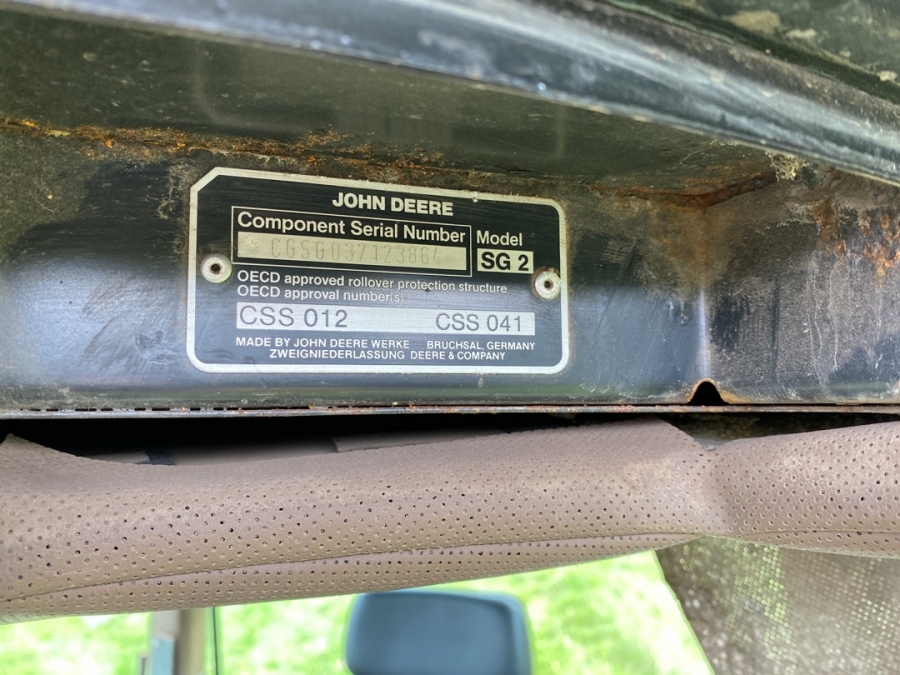 JOHN DEERE
Component Serial Number
* CGSG037123864
Model
SG 2
OECD approved rollover protection structure
OECD approval number(s)
CSS 012 CSS 041
MADE BY JOHN DEERE WERKE BRUCHSAL, GERMANY
ZWEIGNIEDERLASSUNG DEERE & COMPANY